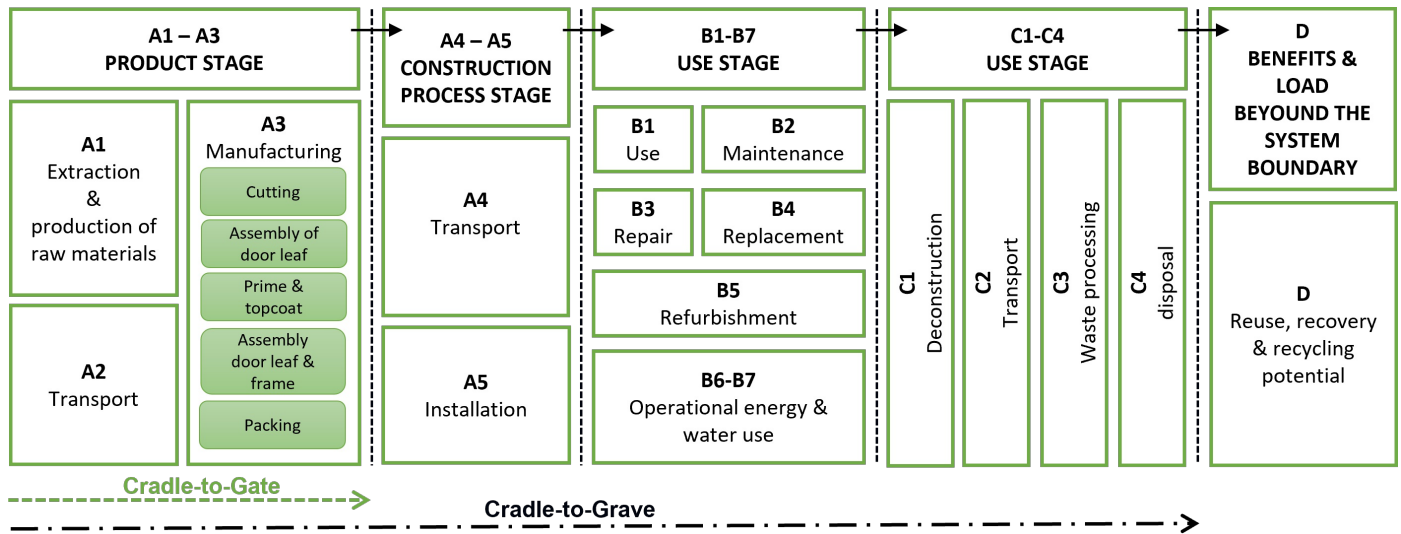 A1 – A3
PRODUCT STAGE
A1
Extraction
&
production of
raw materials
A2
Transport
A3
Manufacturing
Cutting
Assembly of
door leaf
Prime &
topcoat
Assembly
door leaf &
frame
Packing
A4 – A5
CONSTRUCTION
PROCESS STAGE
A4
Transport
A5
Installation
B1-B7
USE STAGE
B1
Use
B2
Maintenance
B3
Repair
B4
Replacement
B5
Refurbishment
B6-B7
Operational energy &
water use
C1-C4
USE STAGE
C1
Deconstruction
C2
Transport
C3
Waste processing
C4
disposal
D
BENEFITS &
LOAD
BEYOUND THE
SYSTEM
BOUNDARY
D
Reuse, recovery
& recycling
potential
Cradle-to-Gate
Cradle-to-Grave